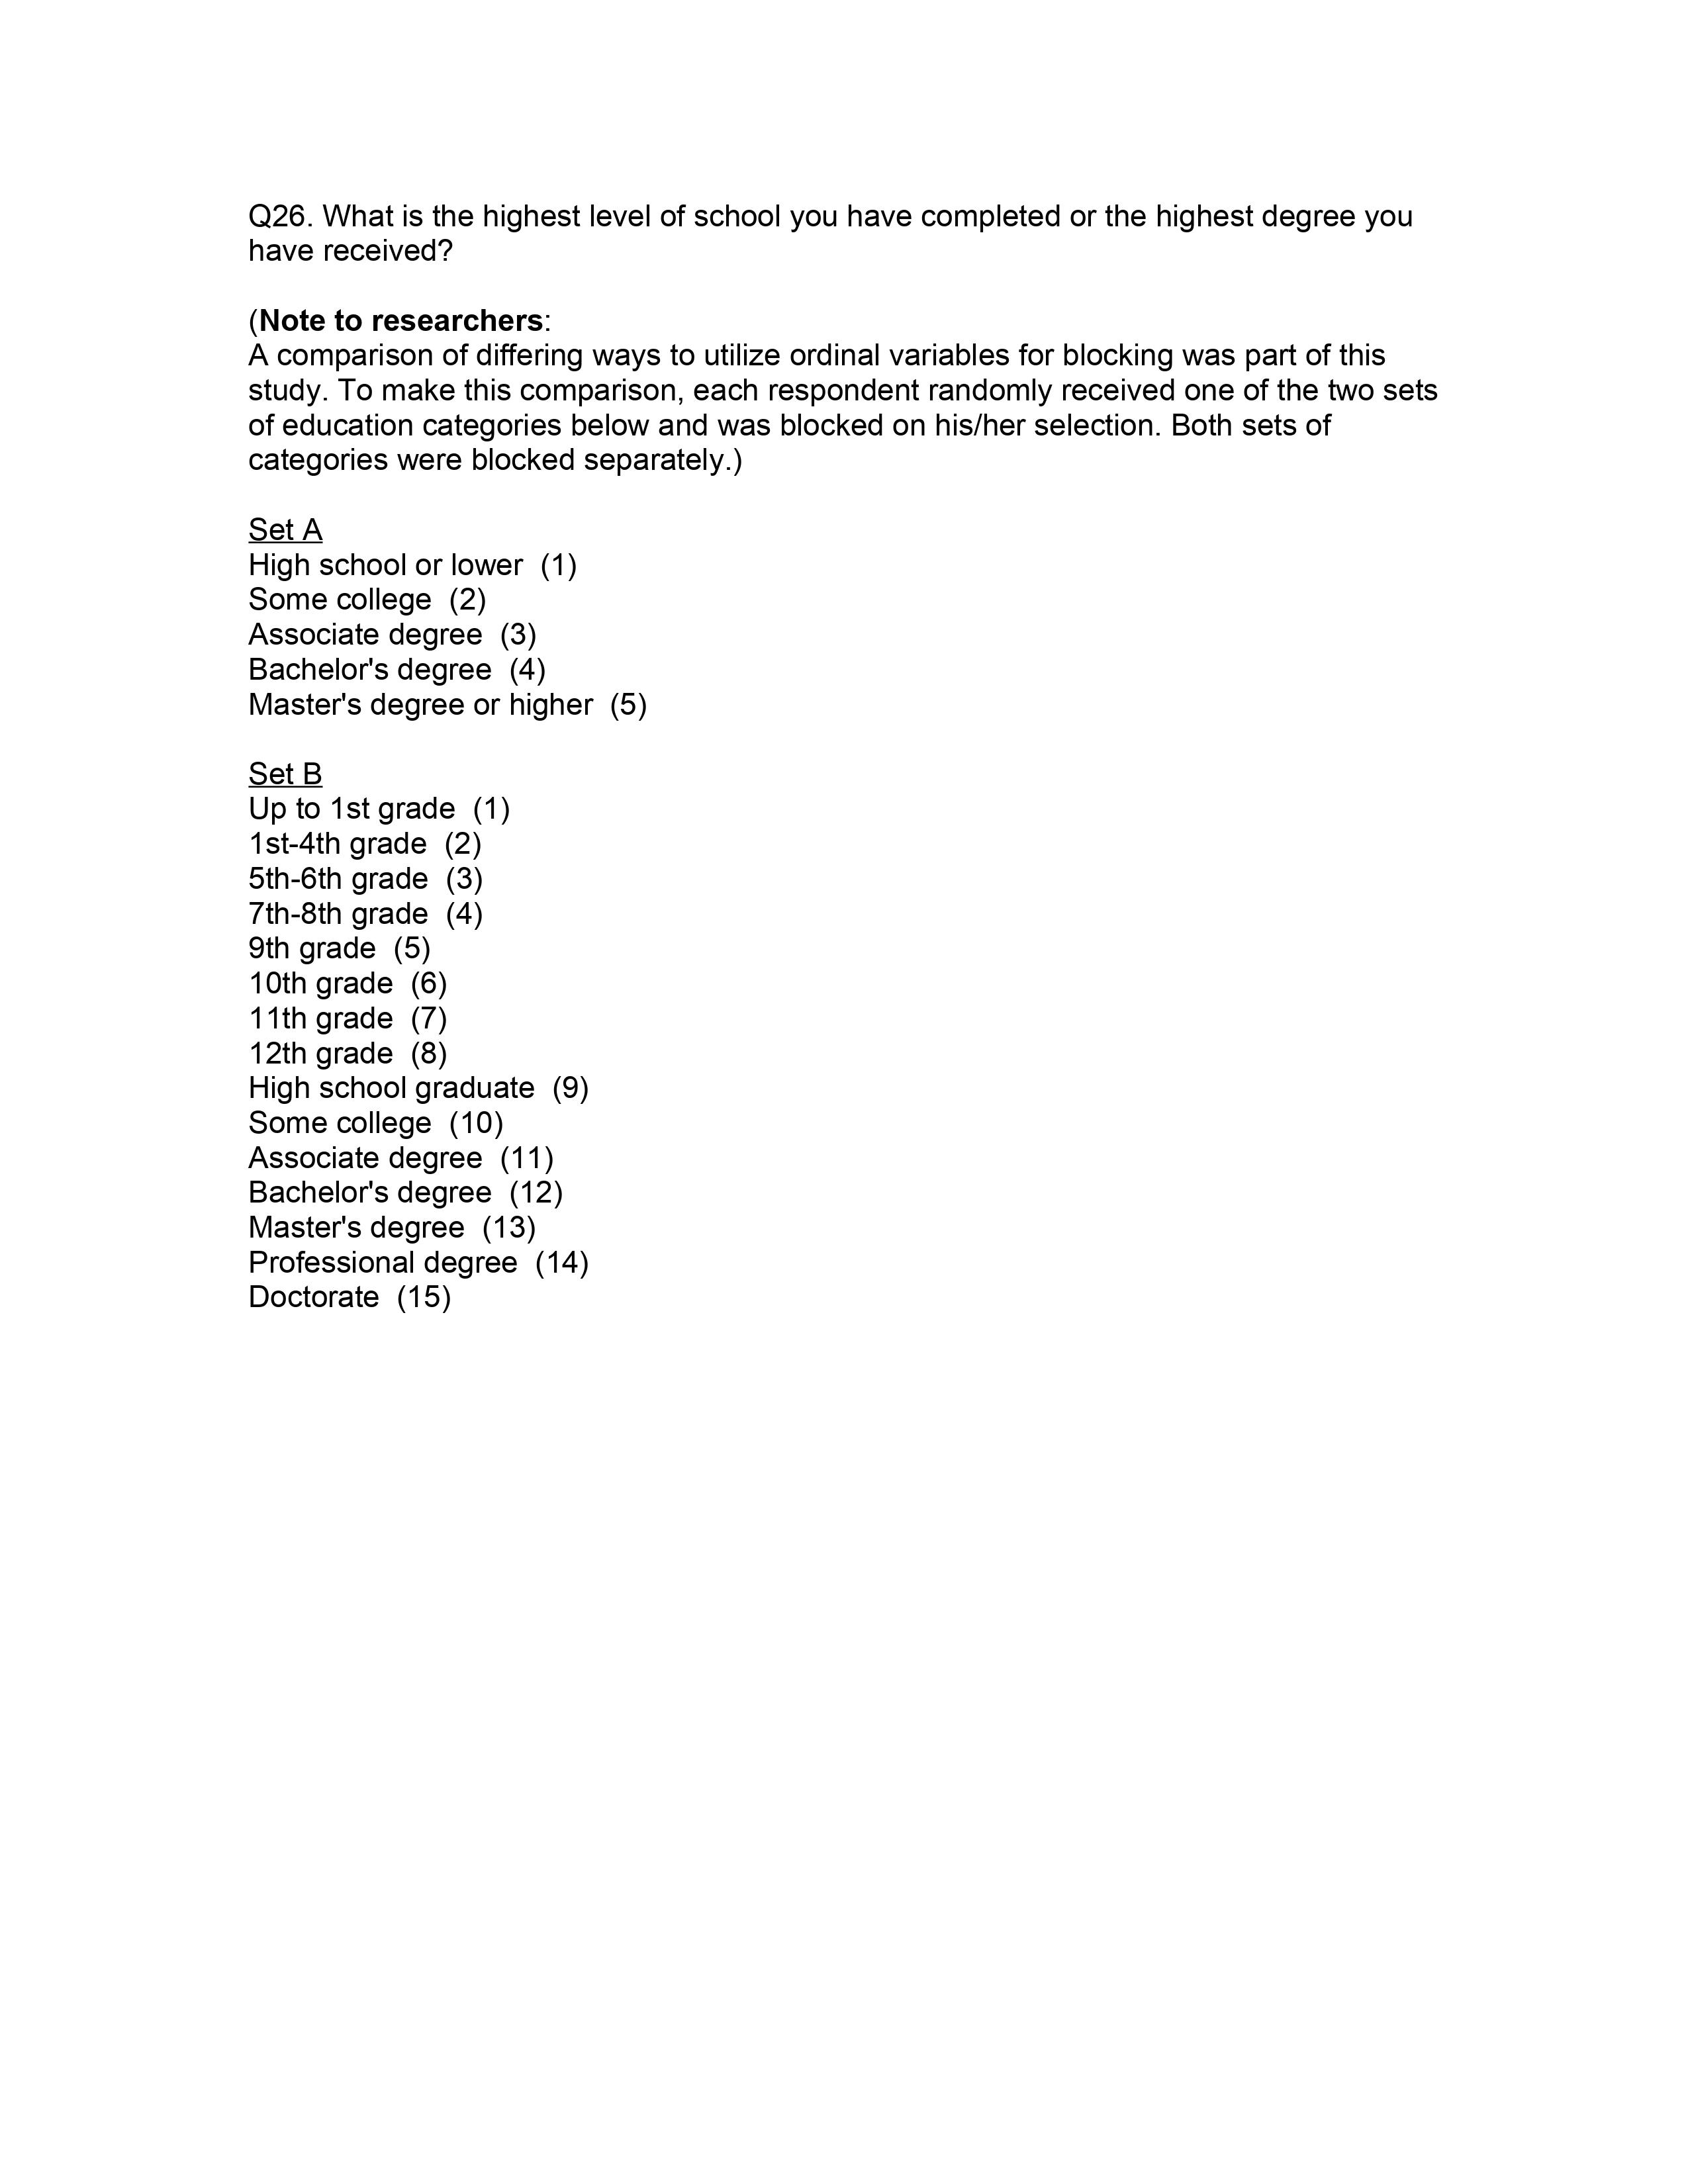 Q26. What is the highest level of school you have completed or the highest degree you
have received?
(Note to researchers:
A comparison of differing ways to utilize ordinal variables for blocking was part of this
study. To make this comparison, each respondent randomly received one of the two sets
of education categories below and was blocked on his/her selection. Both sets of
categories were blocked separately.)
Set A
High school or lower  (1)
Some college  (2)
Associate degree  (3)
Bachelor's degree  (4)
Master's degree or higher  (5)
Set B
Up to 1st grade  (1)
1st-4th grade  (2)
5th-6th grade  (3)
7th-8th grade  (4)
9th grade  (5)
10th grade  (6)
11th grade  (7)
12th grade  (8)
High school graduate  (9)
Some college  (10)
Associate degree  (11)
Bachelor's degree  (12)
Master's degree  (13)
Professional degree  (14)
Doctorate  (15)